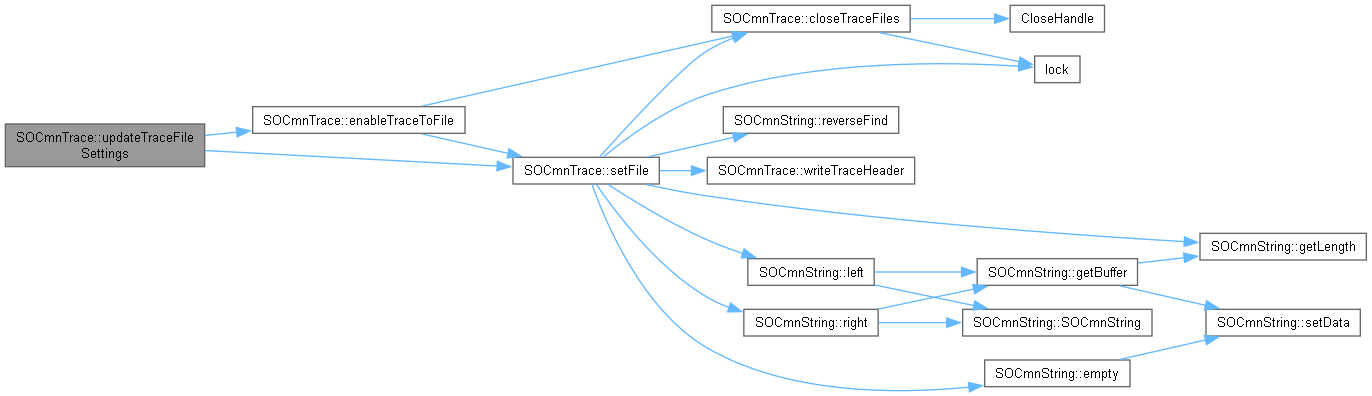 SOCmnTrace::updateTraceFile
Settings
SOCmnTrace::enableTraceToFile
SOCmnTrace::setFile
SOCmnTrace::closeTraceFiles
CloseHandle
lock
SOCmnString::reverseFind
SOCmnTrace::writeTraceHeader
SOCmnString::getLength
SOCmnString::left
SOCmnString::getBuffer
SOCmnString::right
SOCmnString::SOCmnString
SOCmnString::setData
SOCmnString::empty